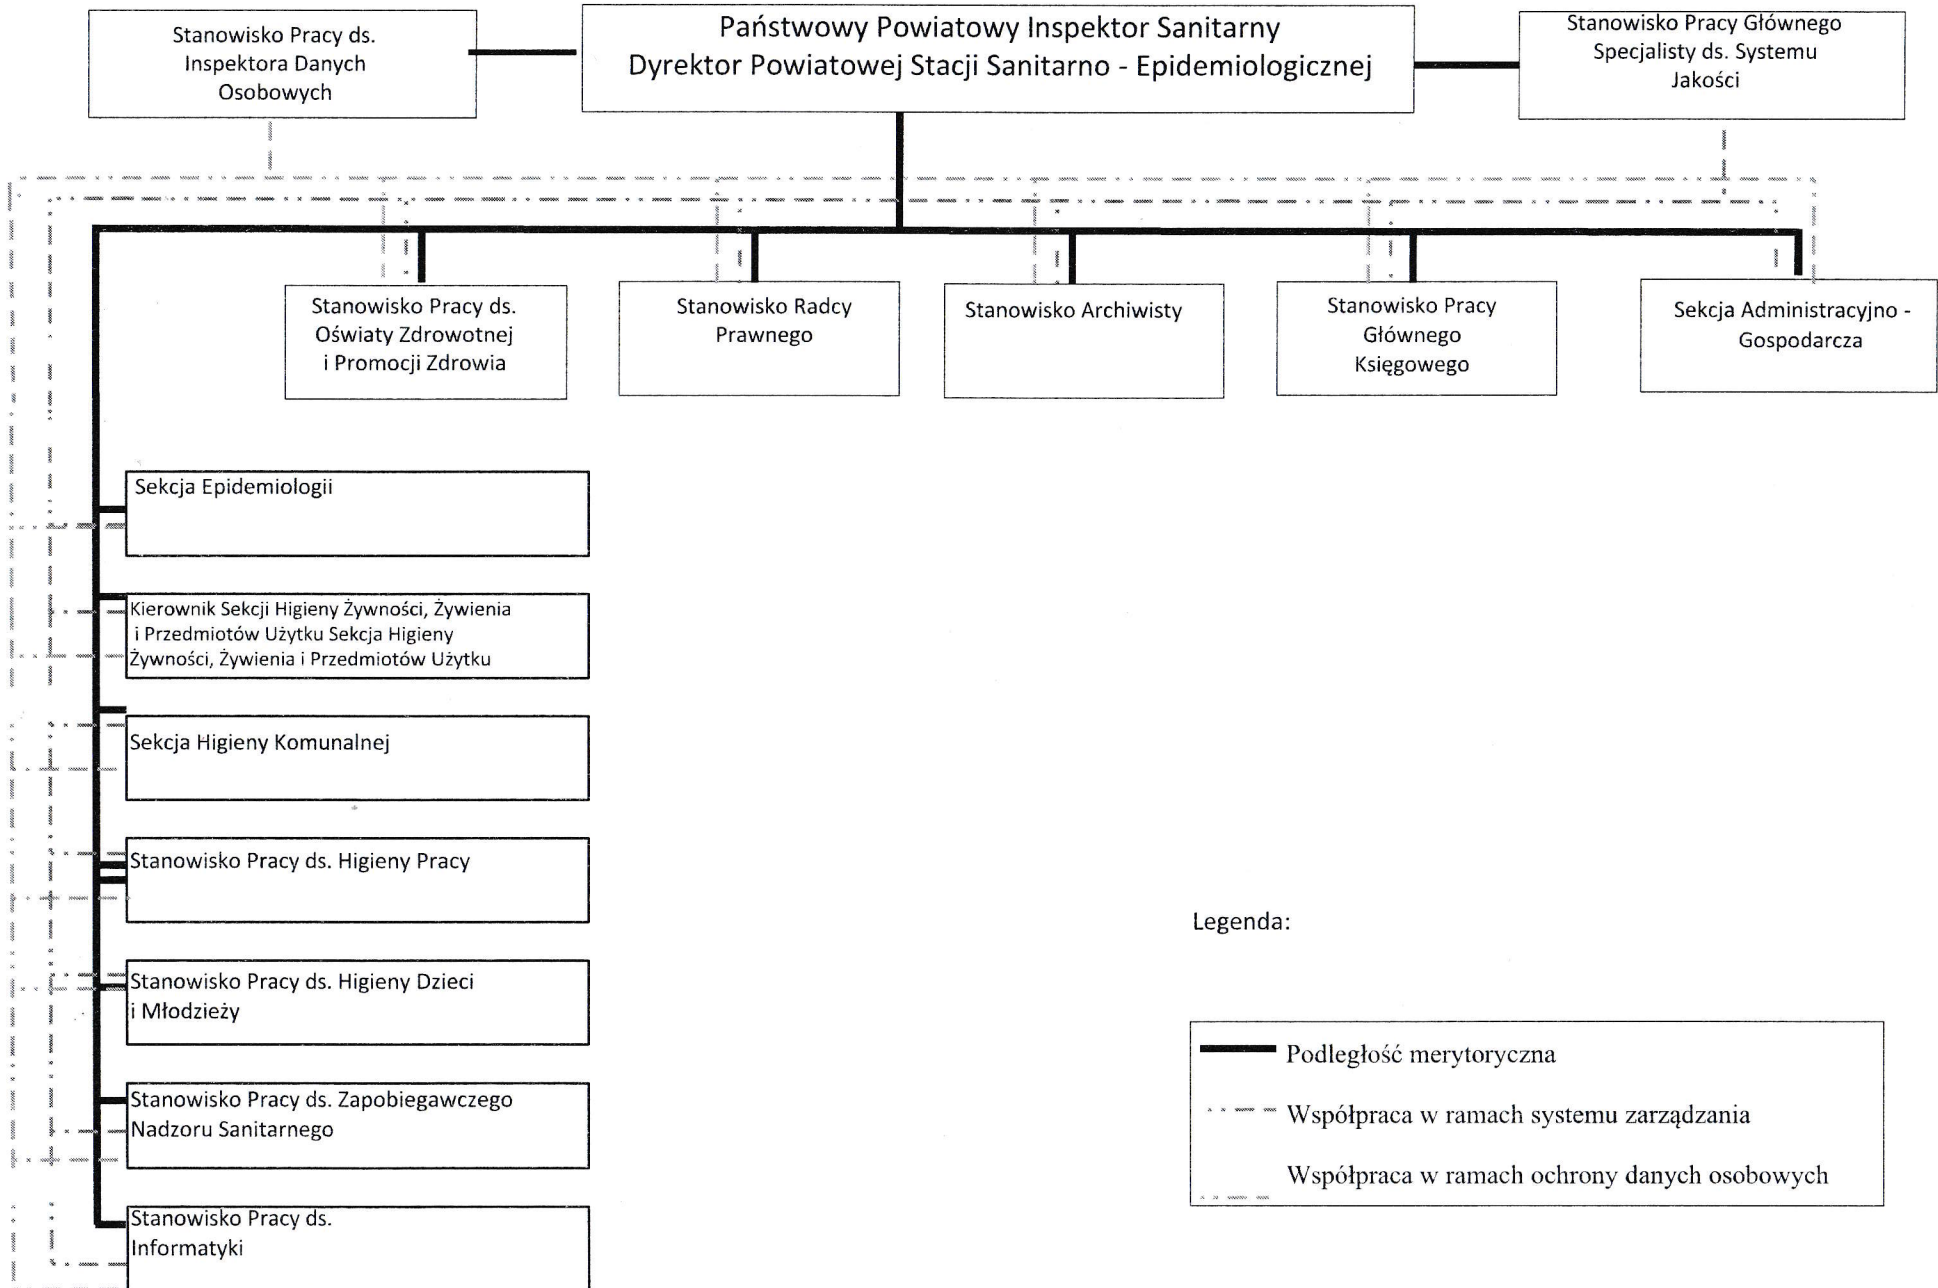 Stanowisko Pracy ds.
Inspektora Danych
Osobowych
Państwowy Powiatowy Inspektor Sanitarny
Dyrektor Powiatowej Stacji Sanitarno - Epidemiologicznej
Stanowisko Pracy Głównego
Specjalisty ds. Systemu
Jakości
Stanowisko Pracy ds.
Oświaty Zdrowotnej
i Promocji Zdrowia
Stanowisko Radcy
Prawnego
Stanowisko Archiwisty
Stanowisko Pracy
Głównego
Księgowego
Sekcja Administracyjno -
Gospodarcza
Sekcja Epidemiologii
Kierownik Sekcji Higieny Żywności, Żywienia
i Przedmiotów Użytku Sekcja Higieny
Żywności, Żywienia i Przedmiotów Użytku
Sekcja Higieny Komunalnej
Stanowisko Pracy ds. Higieny Pracy
Stanowisko Pracy ds. Higieny Dzieci
i Młodzieży
Stanowisko Pracy ds. Zapobiegawczego
Nadzoru Sanitarnego
Stanowisko Pracy ds.
Informatyki
Legenda:
Podległość merytoryczna
Współpraca w ramach systemu zarządzania
Współpraca w ramach ochrony danych osobowych